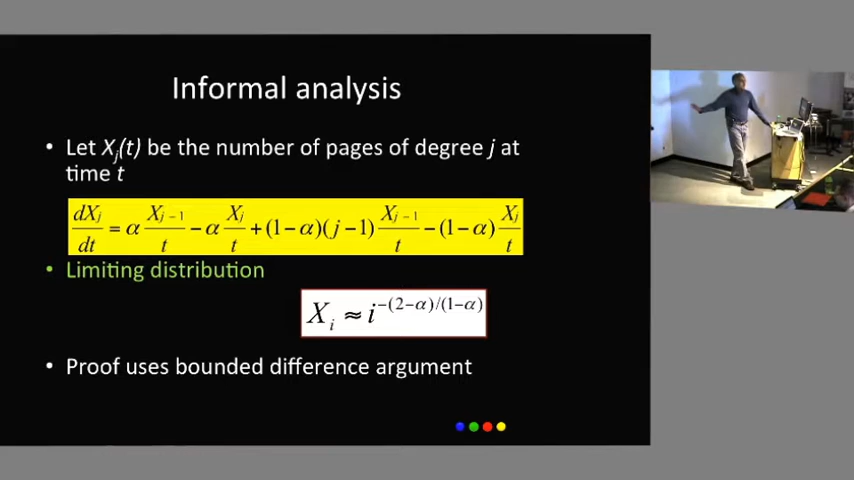 Informal analysis
• Let Xj(t) be the number of pages of degree j at
time t
dXj/dt = α Xj−1/t − α Xj/t + (1−α)(j−1) Xj−1/t − (1−α) Xj/t
• Limiting distribution
Xi ≈ i^−(2−α)/(1−α)
• Proof uses bounded difference argument